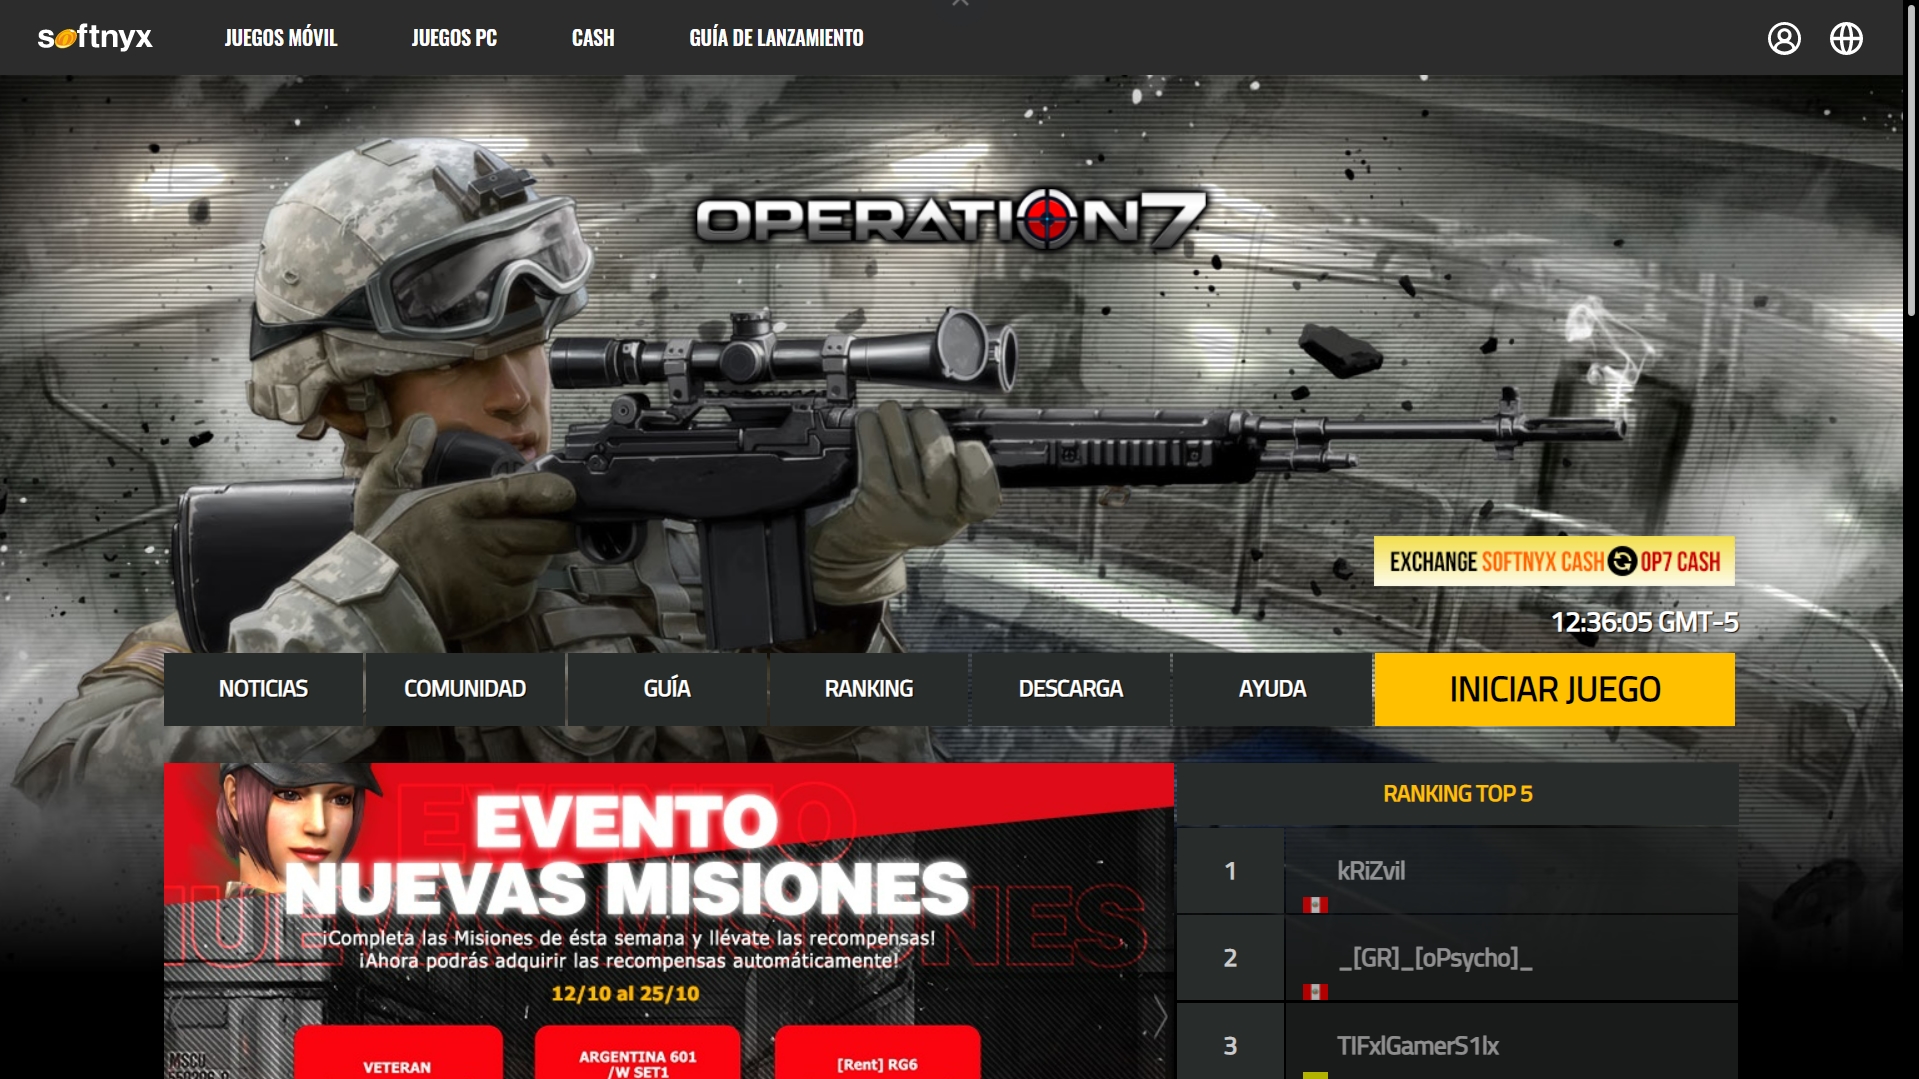 softnyx
JUEGOS MÓVIL
JUEGOS PC
CASH
GUÍA DE LANZAMIENTO
OPERATION7
EXCHANGE SOFTNYX CASH OP7 CASH
12:36:05 GMT-5
NOTICIAS
COMUNIDAD
GUÍA
RANKING
DESCARGA
AYUDA
INICIAR JUEGO
EVENTO
NUEVAS MISIONES
¡Completa las Misiones de ésta semana y llévate las recompensas!
¡Ahora podrás adquirir las recompensas automáticamente!
12/10 al 25/10
VETERAN
ARGENTINA 601
/W SET1
[Rent] RG6
MSCU
RANKING TOP 5
1 kRiZvil
2 _[GR]_[oPsycho]_
3